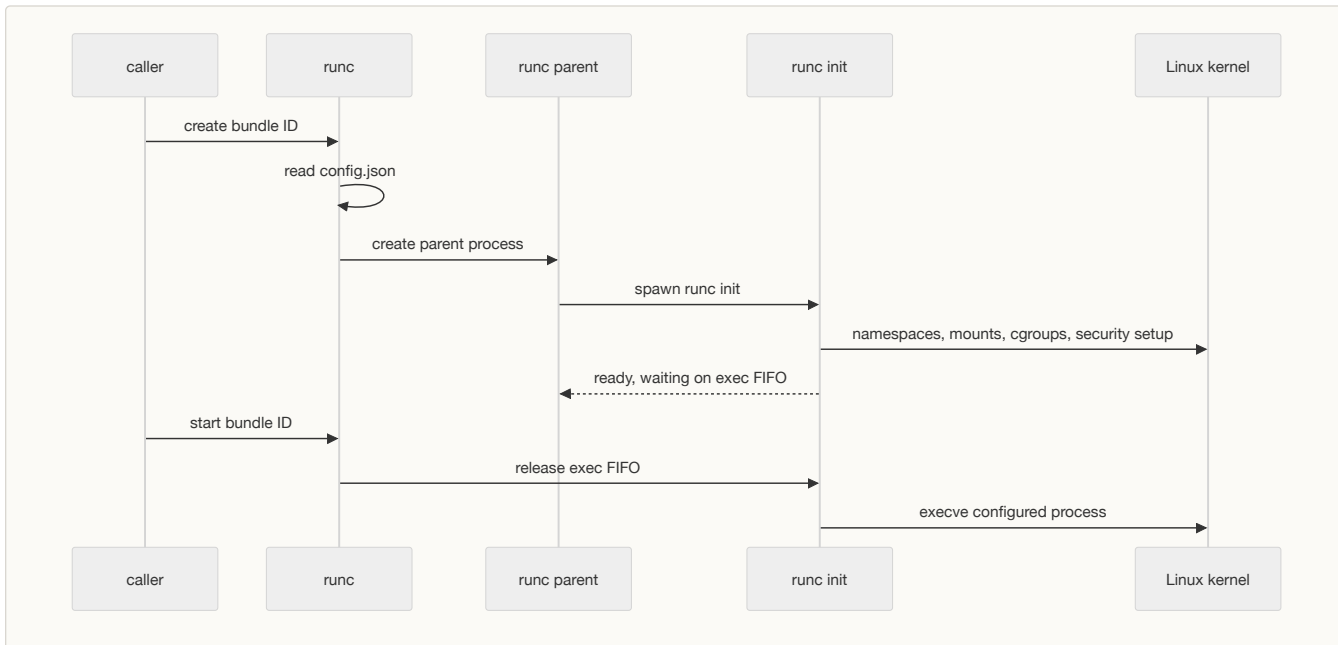 caller
runc
runc parent
runc init
Linux kernel
create bundle ID
read config.json
create parent process
spawn runc init
namespaces, mounts, cgroups, security setup
ready, waiting on exec FIFO
start bundle ID
release exec FIFO
execve configured process
caller
runc
runc parent
runc init
Linux kernel